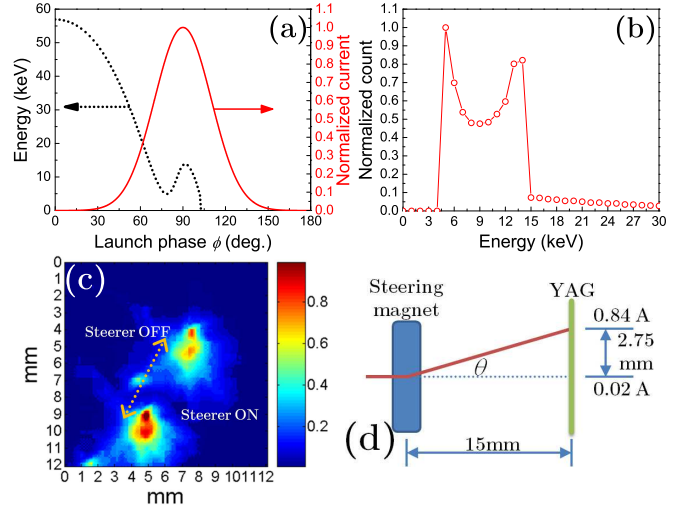 (a)
Energy (keV)
60
50
40
30
20
10
0
0 30 60 90 120 150 180
Launch phase ϕ (deg.)
1.1
1.0
0.9
0.8
0.7
0.6
0.5
0.4
0.3
0.2
0.1
0.0
Normalized current
(b)
Normalized count
1.1
1.0
0.9
0.8
0.7
0.6
0.5
0.4
0.3
0.2
0.1
0.0
0 3 6 9 12 15 18 21 24 27 30
Energy (keV)
(c)
mm
0
1
2
3
4
5
6
7
8
9
10
11
12
Steerer OFF
Steerer ON
0 1 2 3 4 5 6 7 8 9 10 11 12
mm
0.8
0.6
0.4
0.2
Steering
magnet
YAG
0.84 A
2.75
mm
0.02 A
θ
(d)
15mm